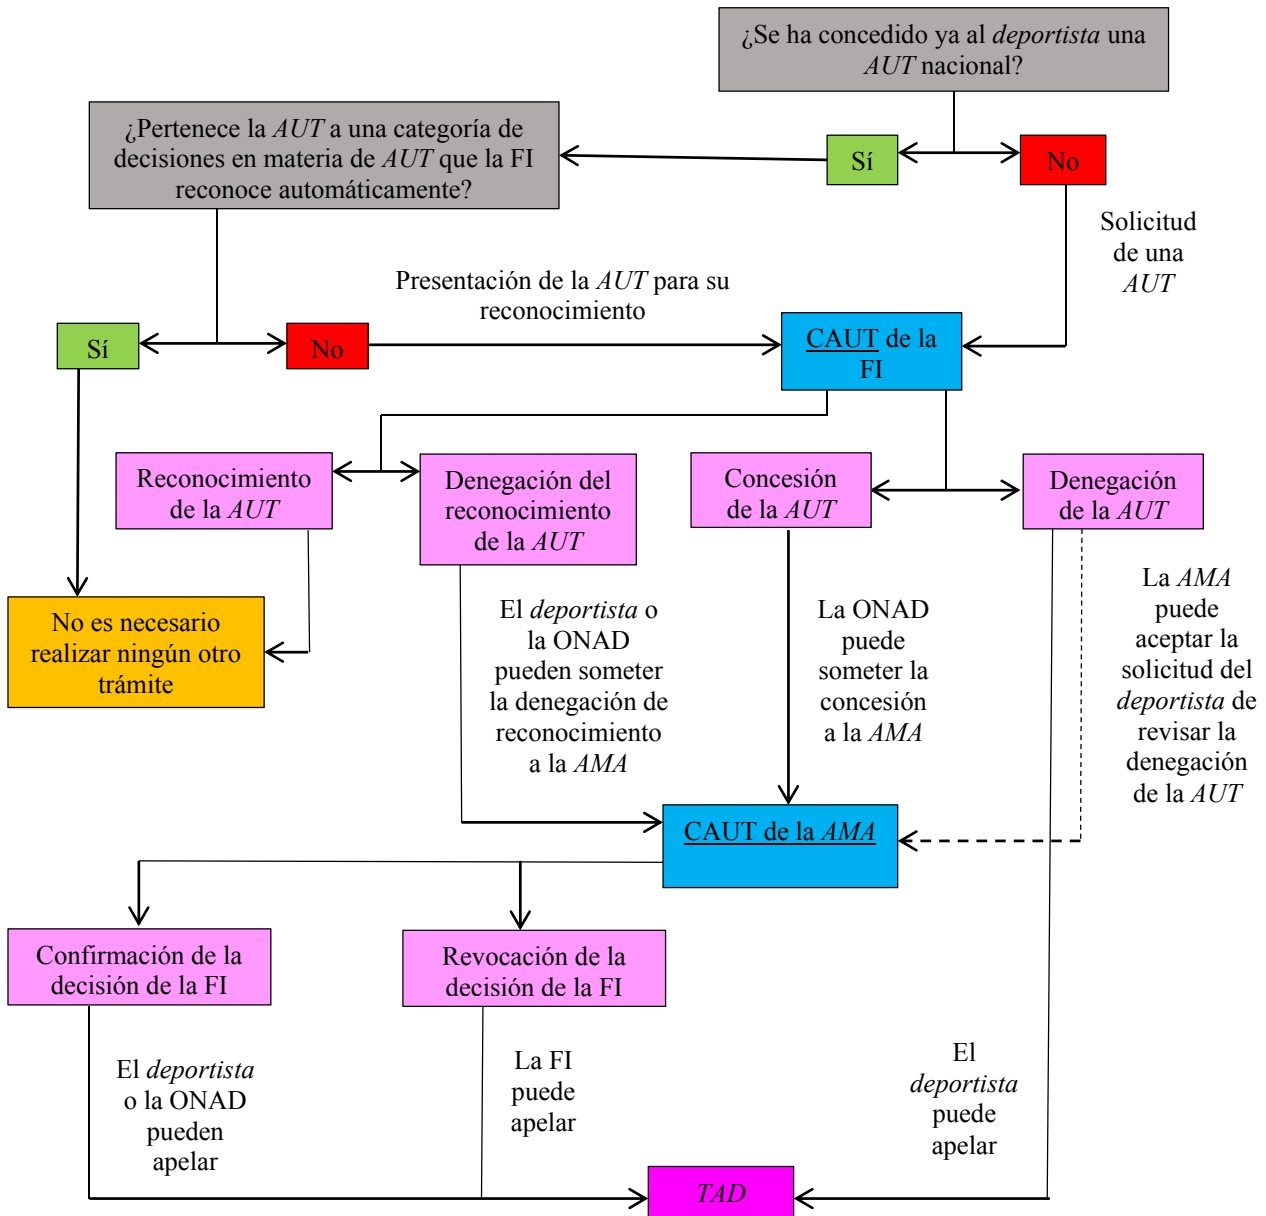 ¿Se ha concedido ya al deportista una
AUT nacional?
¿Pertenece la AUT a una categoría de
decisiones en materia de AUT que la FI
reconoce automáticamente?
Sí
No
Solicitud
de una
AUT
Presentación de la AUT para su
reconocimiento
Sí
No
CAUT de la
FI
Reconocimiento
de la AUT
Denegación del
reconocimiento
de la AUT
Concesión
de la AUT
Denegación
de la AUT
No es necesario
realizar ningún otro
trámite
El deportista o
la ONAD
pueden someter
la denegación de
reconocimiento
a la AMA
La ONAD
puede
someter la
concesión
a la AMA
La AMA
puede
aceptar la
solicitud del
deportista de
revisar la
denegación
de la AUT
CAUT de la AMA
Confirmación de la
decisión de la FI
Revocación de la
decisión de la FI
El deportista
o la ONAD
pueden
apelar
La FI
puede
apelar
El
deportista
puede
apelar
TAD